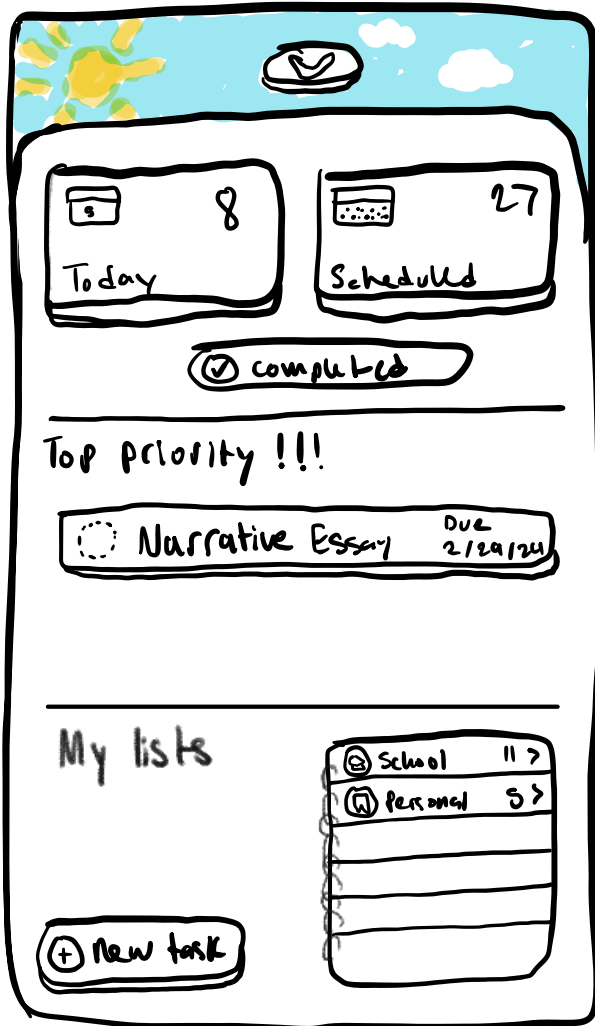 8
27
5
Today
Scheduled
completed
Top priority !!!
Narrative Essay
Due
2/29/24
My lists
School 11 >
Personal 5 >
+ New task